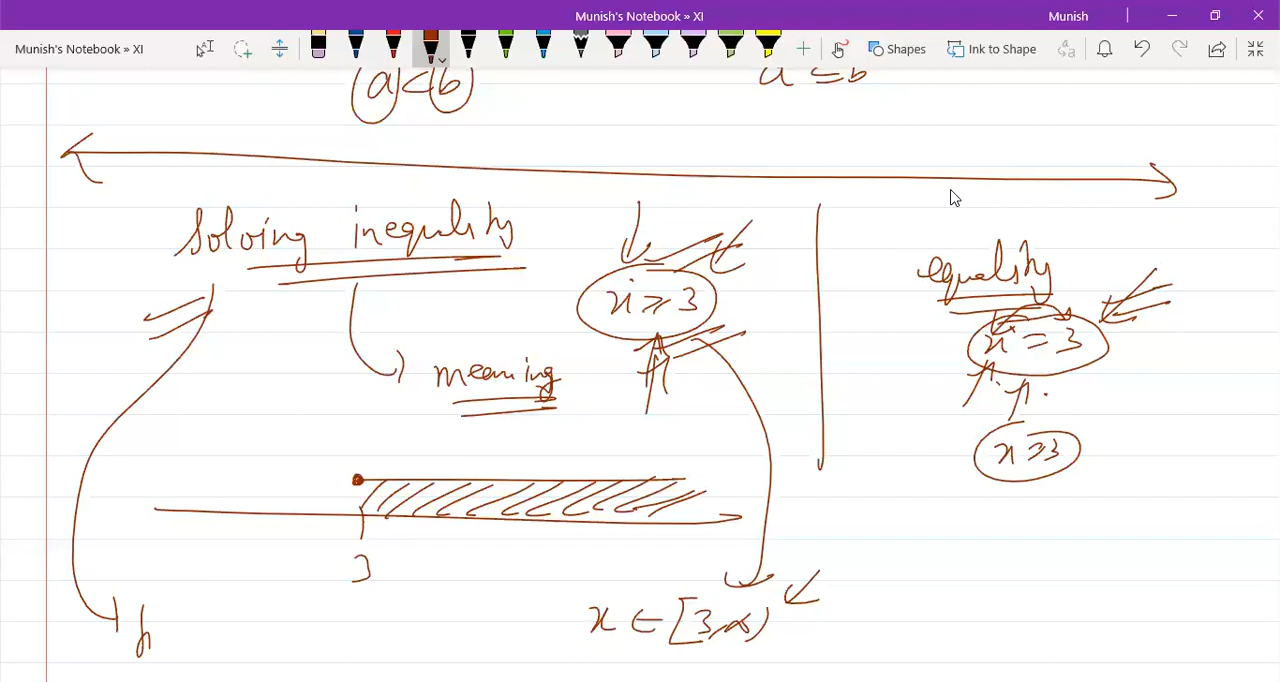 Munish's Notebook » XI
Munish
Munish's Notebook » XI
Shapes
Ink to Shape
a < b
a ≤ b
Solving inequlity
x ≥ 3
meaning
3
x ∈ [3,∞)
equality
x = 3
x ≥ 3